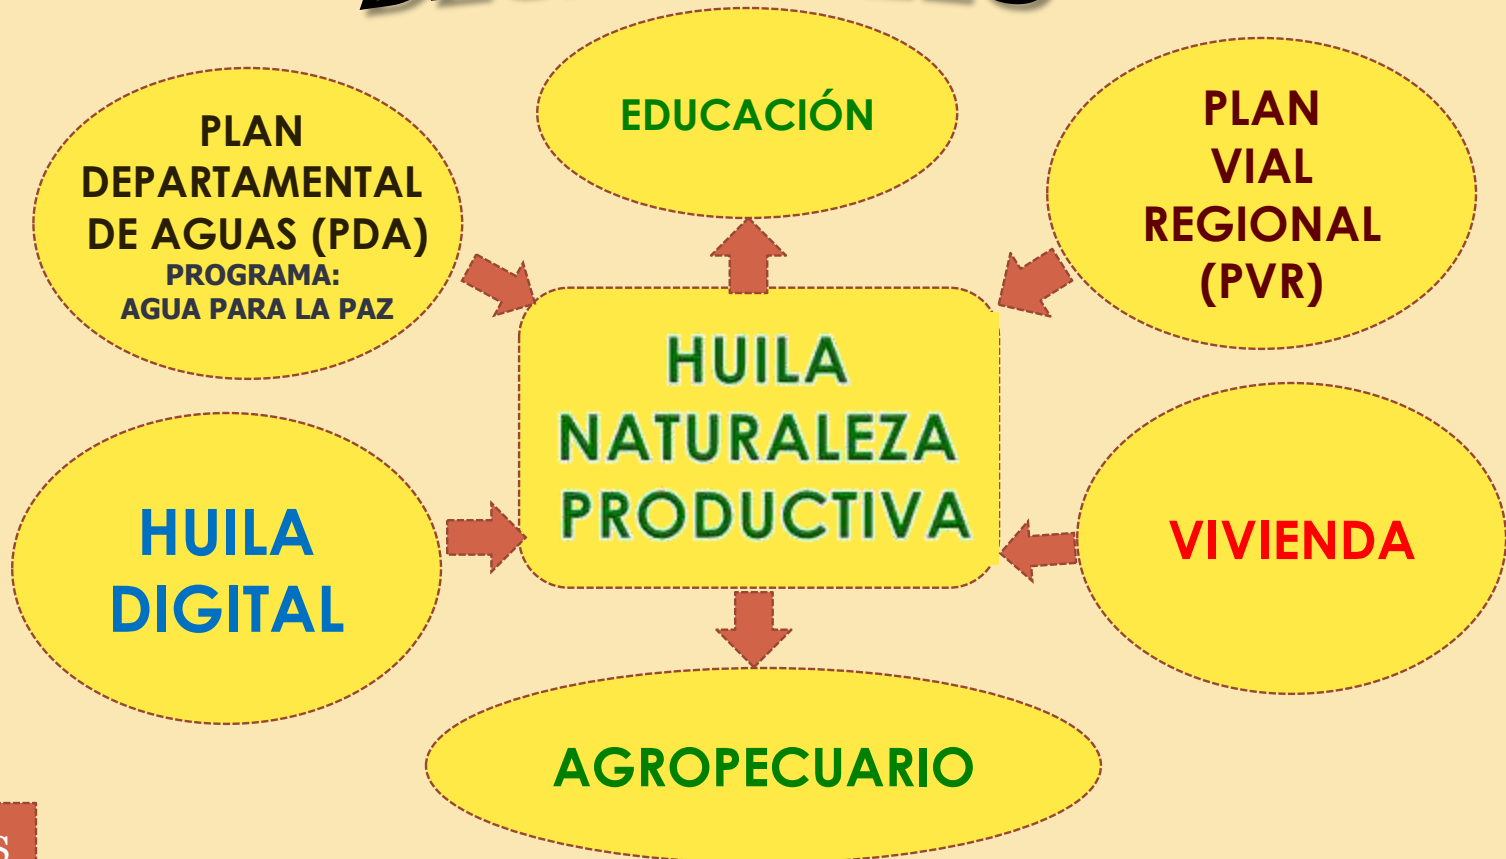 EDUCACIÓN
PLAN
DEPARTAMENTAL
DE AGUAS (PDA)
PROGRAMA:
AGUA PARA LA PAZ
PLAN
VIAL
REGIONAL
(PVR)
HUILA
NATURALEZA
PRODUCTIVA
HUILA
DIGITAL
VIVIENDA
AGROPECUARIO